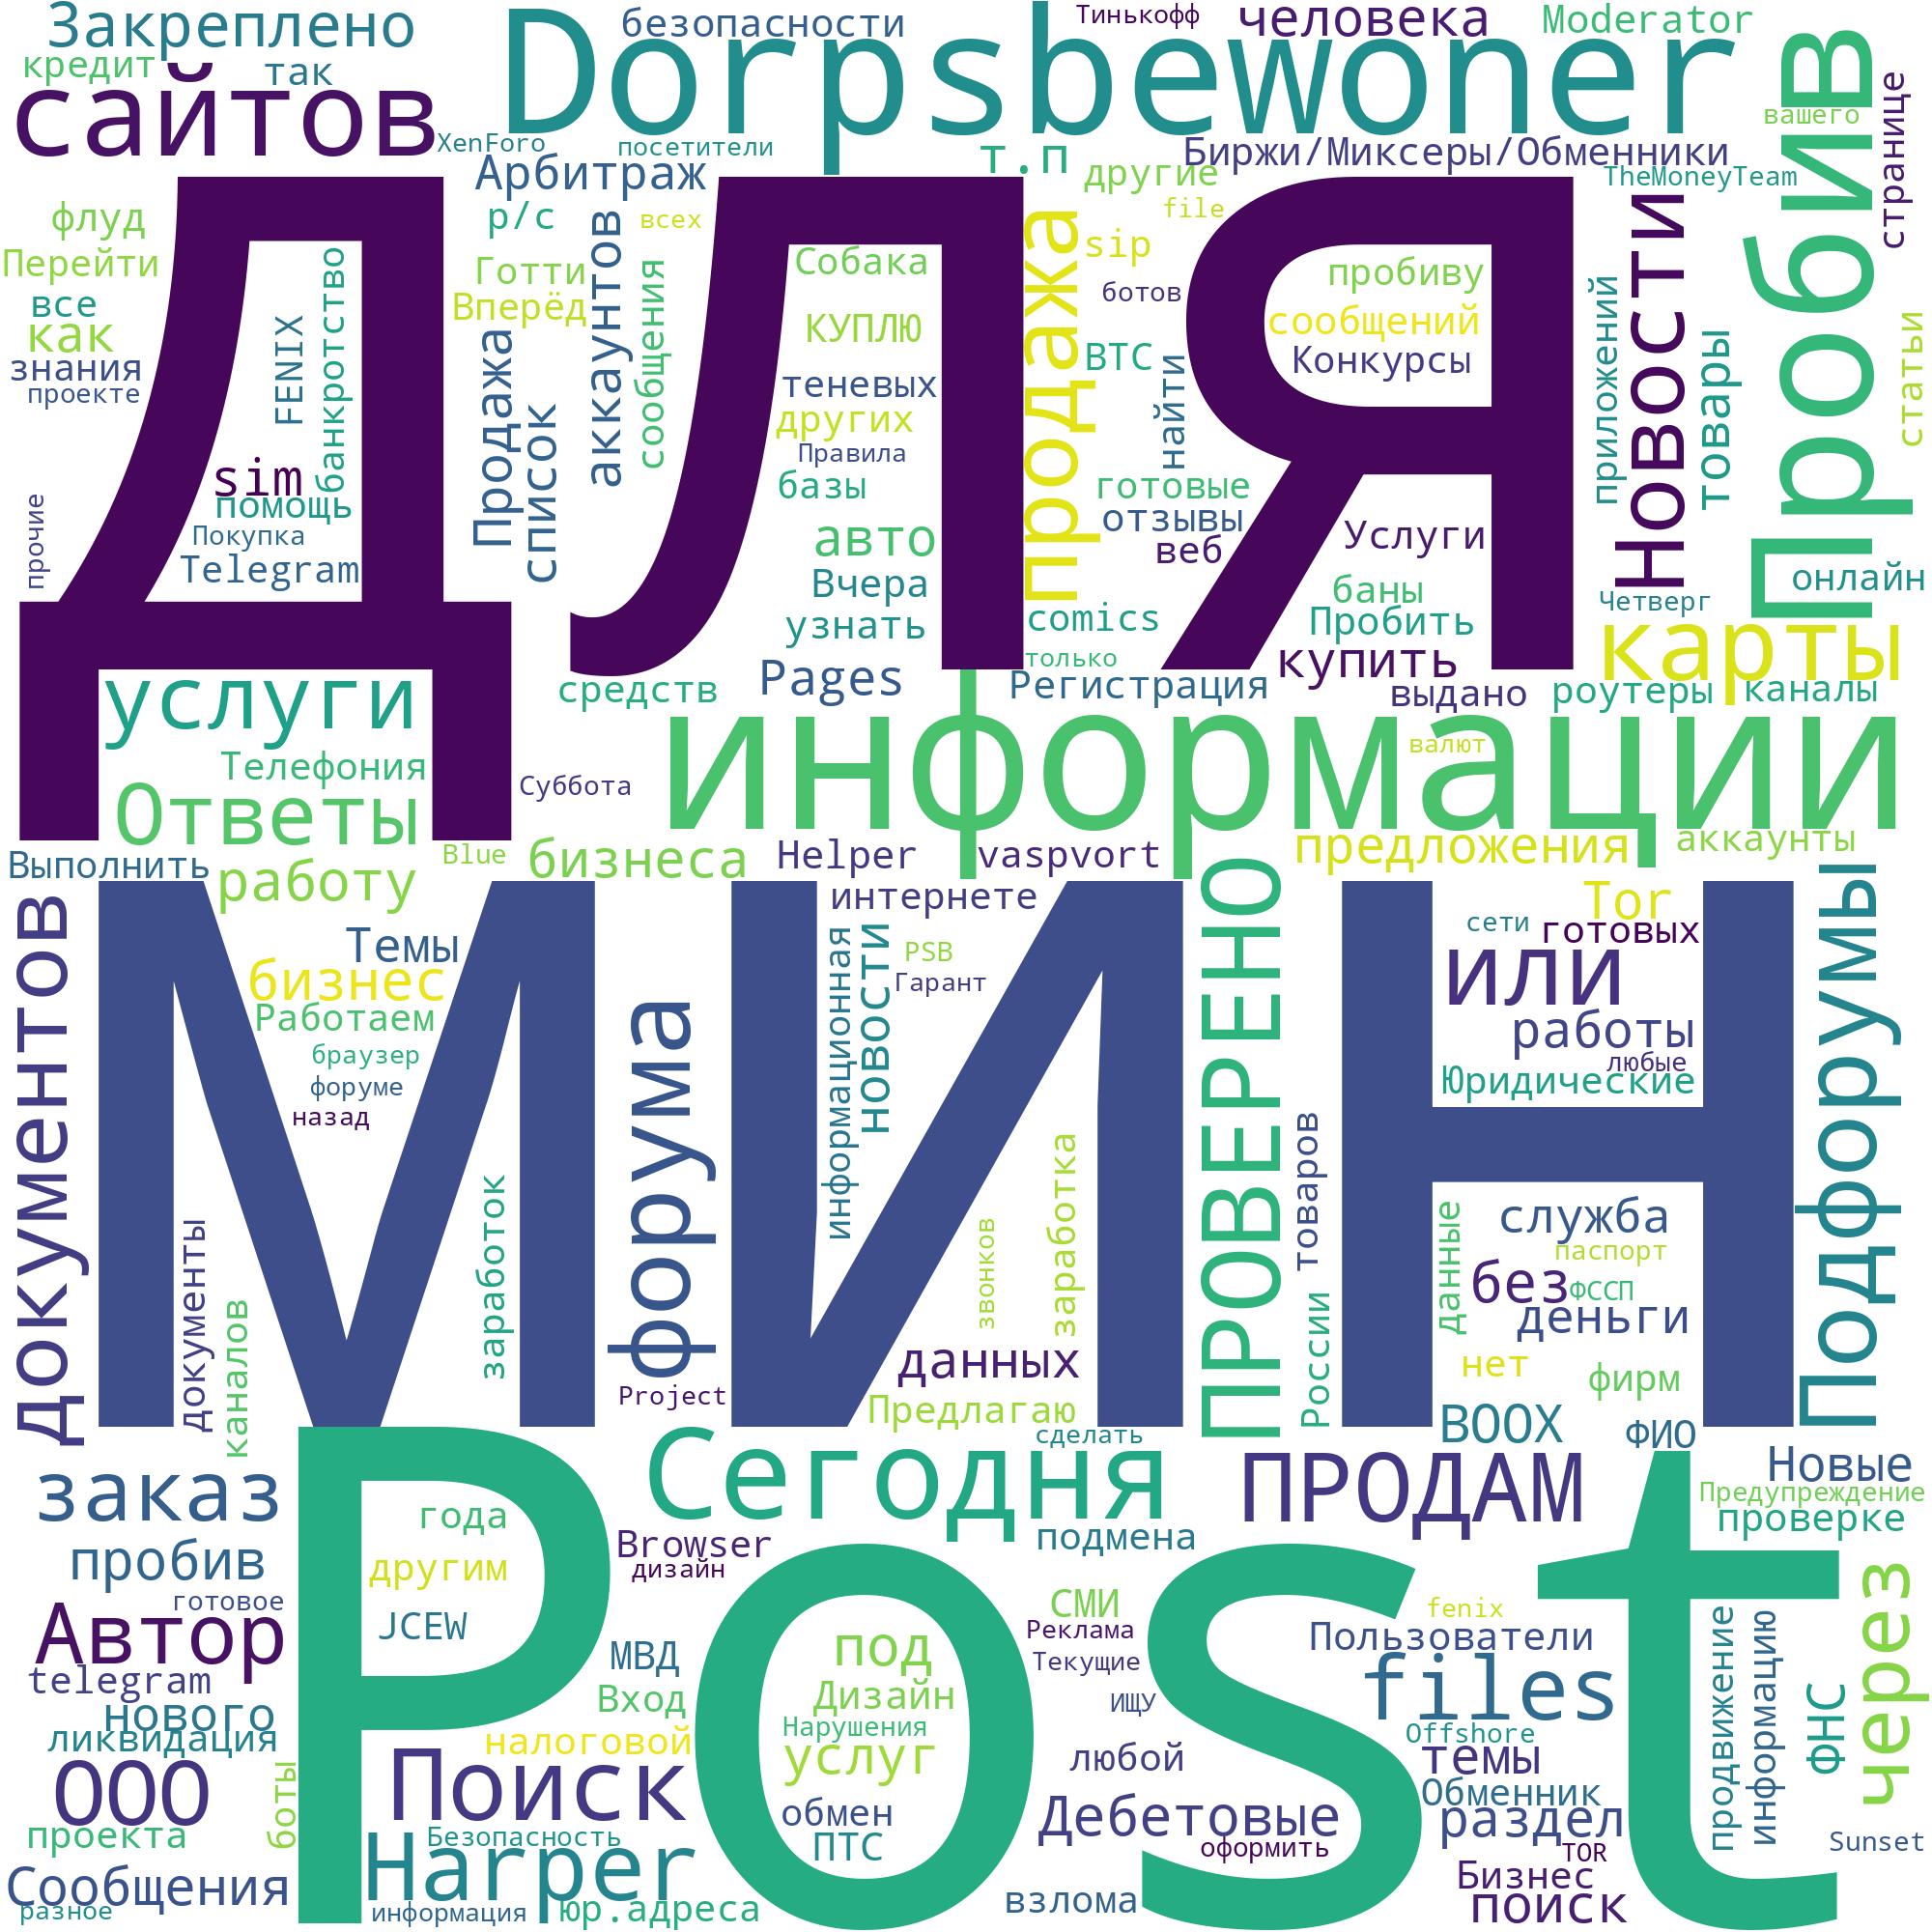 Закреплено
безопасности
Тинькофф
человека
Moderator
кредит
так
Dorpsbewoner
Пробив
сайтов
XenForo
посетители
т.п
Биржи/Миксеры/Обменники
вашего
странице
Арбитраж
другие
TheMoneyTeam
флуд
р/с
аккаунтов
всех
продажа
file
новости
Перейти
для
Готти
сообщения
Собака
sip
пробиву
приложений
все
Вперёд
ботов
как
FENIX
банкротство
КУПЛЮ
BTC
сообщений
товары
статьи
знания
Продажа
теневых
найти
Конкурсы
проекте
список
других
Правила
sim
базы
готовые
помощь
прочие
Покупка
авто
отзывы
Услуги
Telegram
Вчера
веб
баны
онлайн
Четверг
узнать
comics
Пробить
карты
только
купить
услуги
средств
Pages
Регистрация
выдано
роутеры
каналы
Телефония
Суббота
информации
валют
Ответы
Выполнить
Blue
бизнеса
Helper
vaspvort
предложения
аккаунты
работу
интернете
ПРОВЕРЕНО
Tor
Подфорумы
документов
Темы
мин
информационная
новости
PSB
сети
готовых
бизнес
Гарант
или
Работаем
форума
работы
браузер
любые
форуме
Юридические
назад
товаров
заработок
заработка
документы
звонков
данные
служба
паспорт
каналов
без
ФССП
России
деньги
данных
нет
фирм
Project
Предлагаю
BOOX
ФИО
Post
Сегодня
сделать
ПРОДАМ
Новые
заказ
Предупреждение
года
проверке
пробив
Browser
подмена
через
другим
дизайн
готовое
СМИ
fenix
Автор
JCEW
Реклама
Пользователи
продвижение
информацию
МВД
под
Текущие
telegram
files
Вход
Дизайн
ИЩУ
ФНС
нового
Нарушения
Offshore
ликвидация
налоговой
услуг
любой
темы
ООО
боты
Поиск
Обменник
обмен
Дебетовые
раздел
проекта
Безопасность
ПТС
оформить
TOR
Sunset
Сообщения
Harper
Бизнес
взлома
поиск
разное
информация
юр.адреса